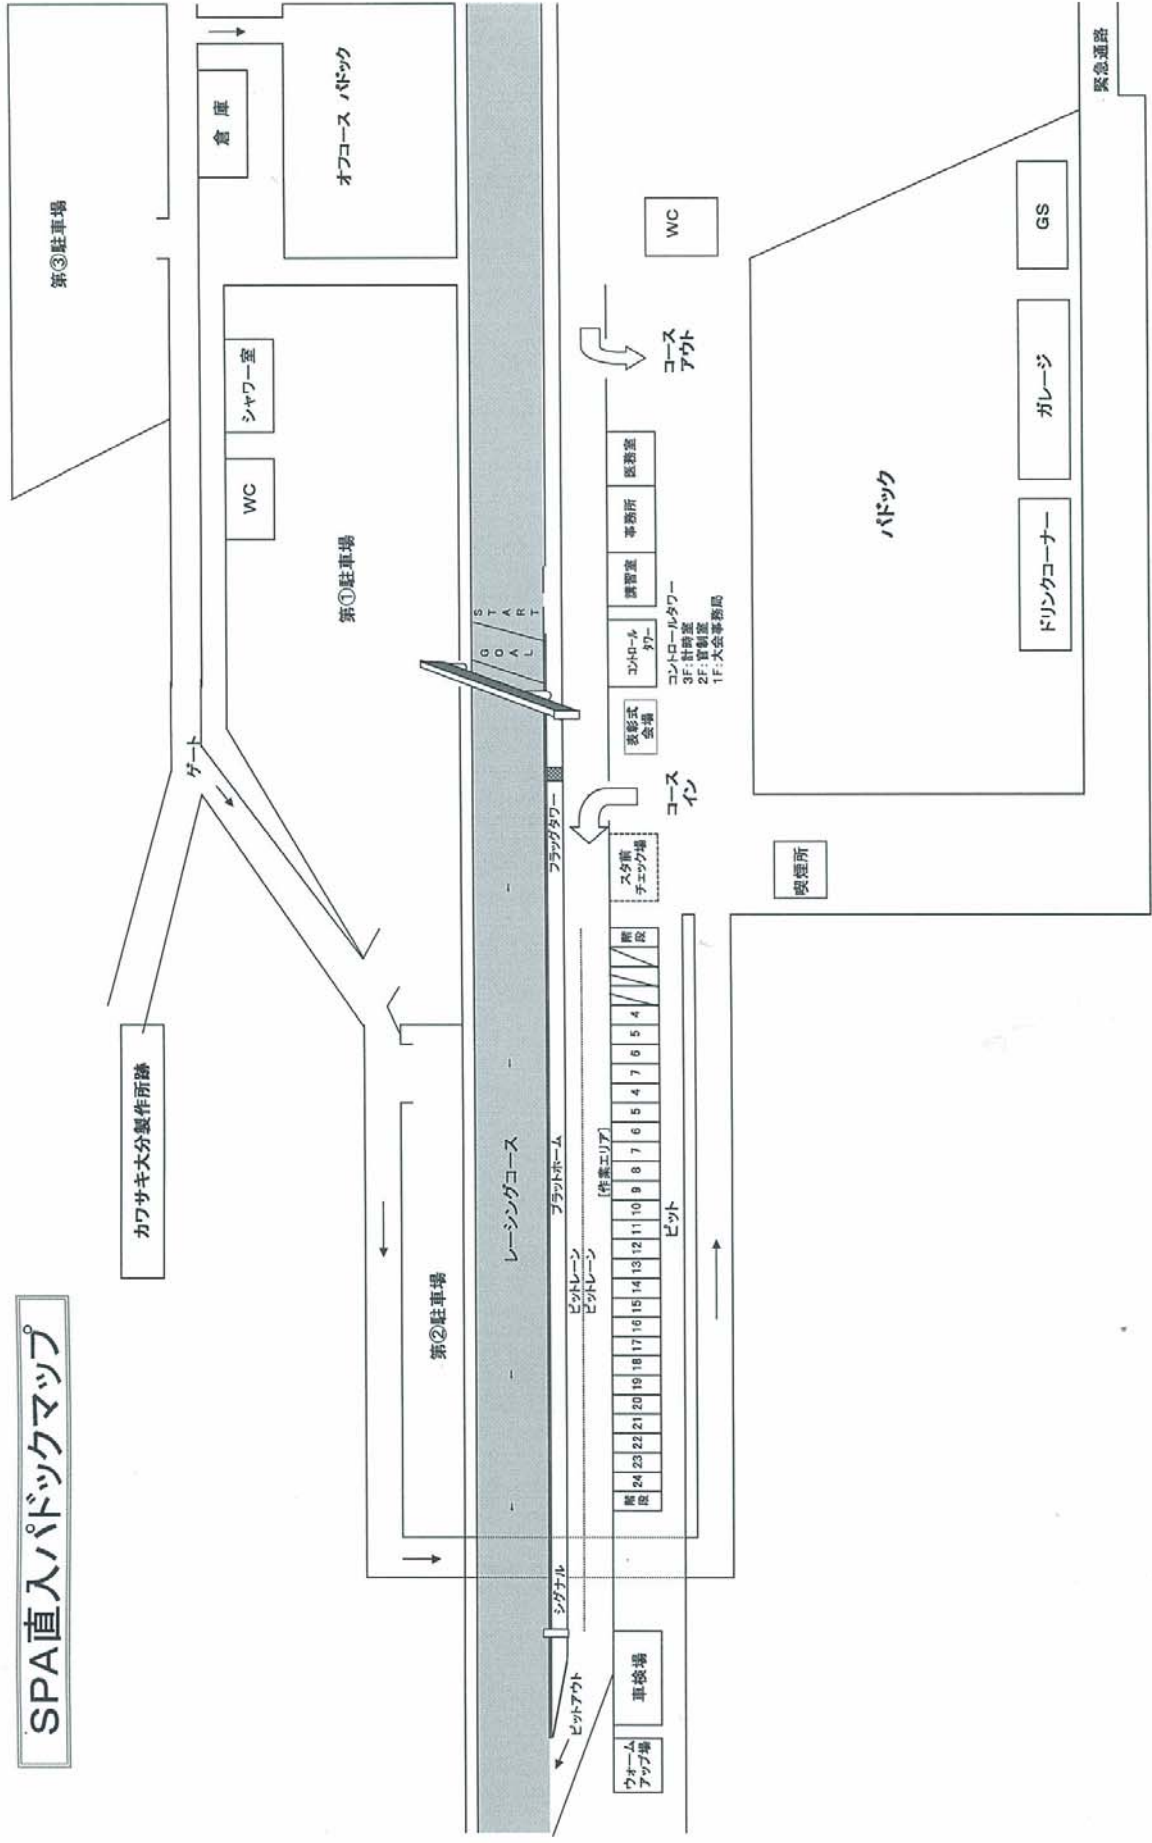 SPA直入パドックマップ
カワサキ大分製作所跡
第③駐車場
倉庫
オフコース パドック
シャワー室
WC
第①駐車場
ゲート
第②駐車場
レーシングコース
S
T
A
R
T
G
O
A
L
フラッグタワー
プラットホーム
シグナル
ピットアウト
ピットレーン
ピットレーン
[作業エリア]
コース
アウト
WC
医務室
事務所
講習室
コントロール
タワー
コントロールタワー
3F:計時室
2F:官制室
1F:大会事務局
表彰式
会場
コース
イン
スタ前
チェック場
階段
24 23 22 21 20 19 18 17 16 15 14 13 12 11 10 9 8 7 6 5 4 7 6 5 4
階段
ピット
車検場
ウォーム
アップ場
喫煙所
パドック
ドリンクコーナー
ガレージ
GS
緊急通路